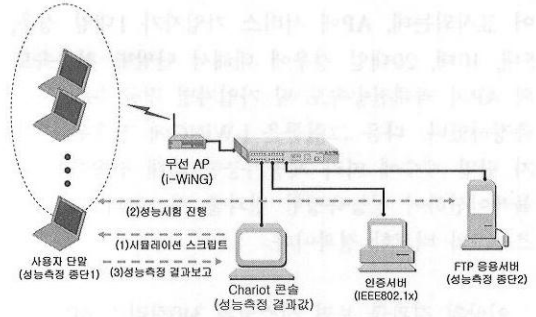 무선 AP
(i-WiNG)
(2)성능시험 진행
(1)시뮬레이션 스크립트
(3)성능측정 결과보고
사용자 단말
(성능측정 종단1)
Chariot 콘솔
(성능측정 결과값)
인증서버
(IEEE802.1x)
FTP 응용서버
(성능측정 종단2)